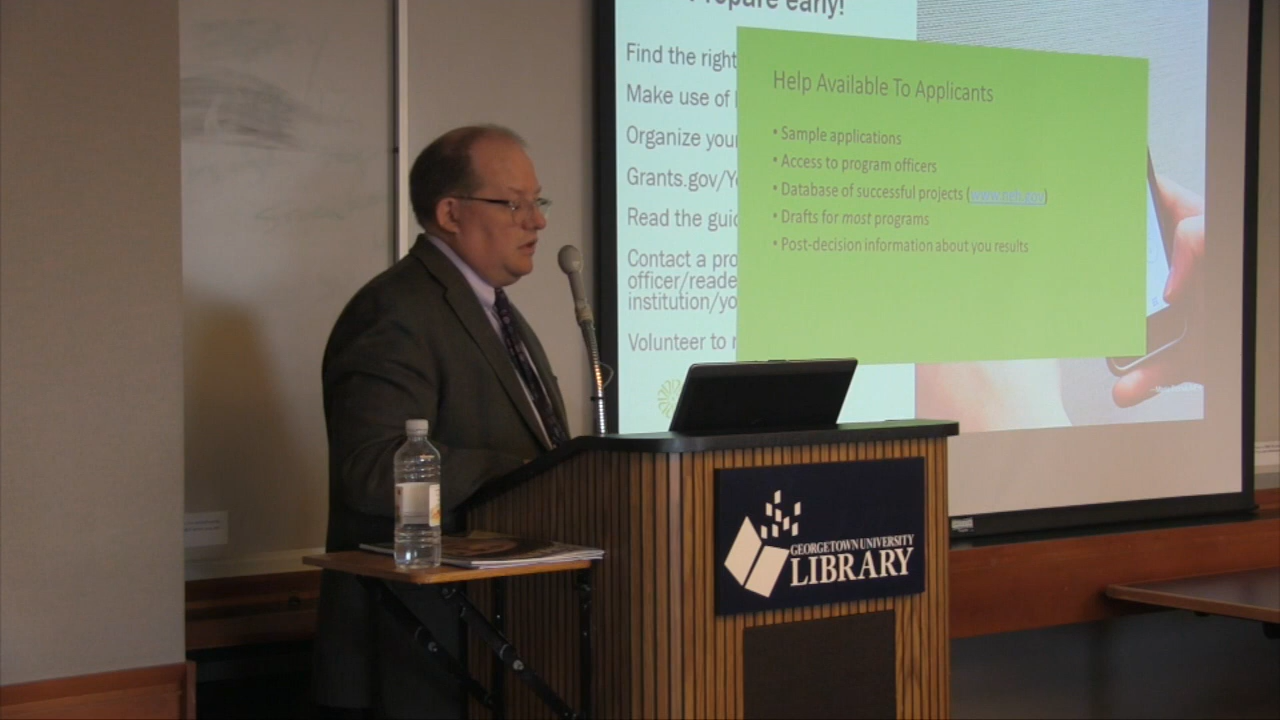 Prepare early!
Find the right
Make use of
Organize your
Grants.gov/Yo
Read the guid
Contact a pro
officer/reade
institution/yo
Volunteer to r
Help Available To Applicants
• Sample applications
• Access to program officers
• Database of successful projects (www.neh.gov)
• Drafts for most programs
• Post-decision information about you results
GEORGETOWN UNIVERSITY
LIBRARY